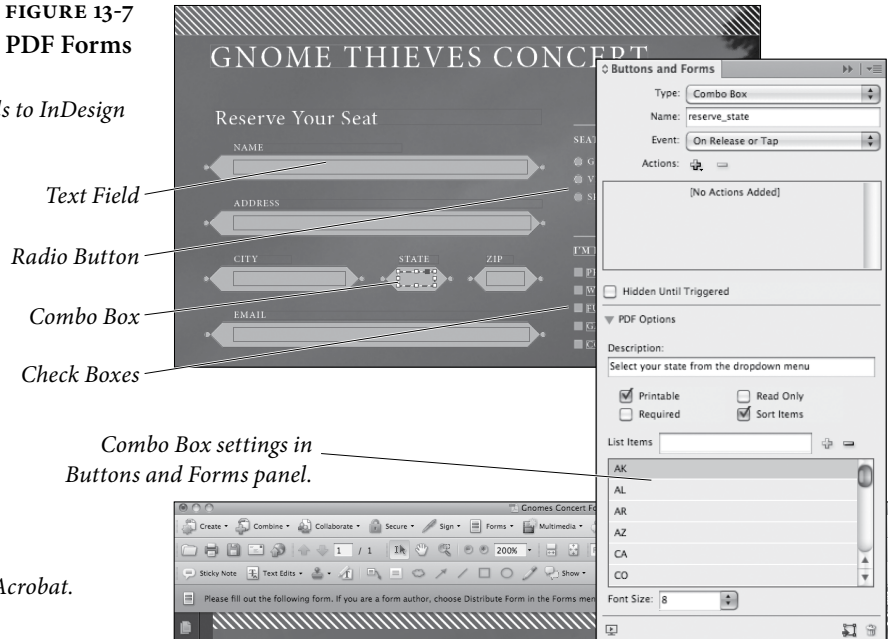 FIGURE 13-7
PDF Forms
ls to InDesign
Text Field
Radio Button
Combo Box
Check Boxes
Combo Box settings in
Buttons and Forms panel.
Acrobat.
GNOME THIEVES CONCERT
Reserve Your Seat
NAME
ADDRESS
CITY
STATE
ZIP
EMAIL
SEAT
G
V
I'M
Buttons and Forms
Type: Combo Box
Name: reserve_state
Event: On Release or Tap
Actions:
[No Actions Added]
Hidden Until Triggered
PDF Options
Description:
Select your state from the dropdown menu
Printable
Read Only
Required
Sort Items
List Items
AK
AL
AR
AZ
CA
CO
Font Size: 8
Gnomes Concert Fo
Create
Combine
Collaborate
Secure
Sign
Forms
Multimedia
1 / 1
200%
Sticky Note
Text Edits
Show
Please fill out the following form. If you are a form author, choose Distribute Form in the Forms men